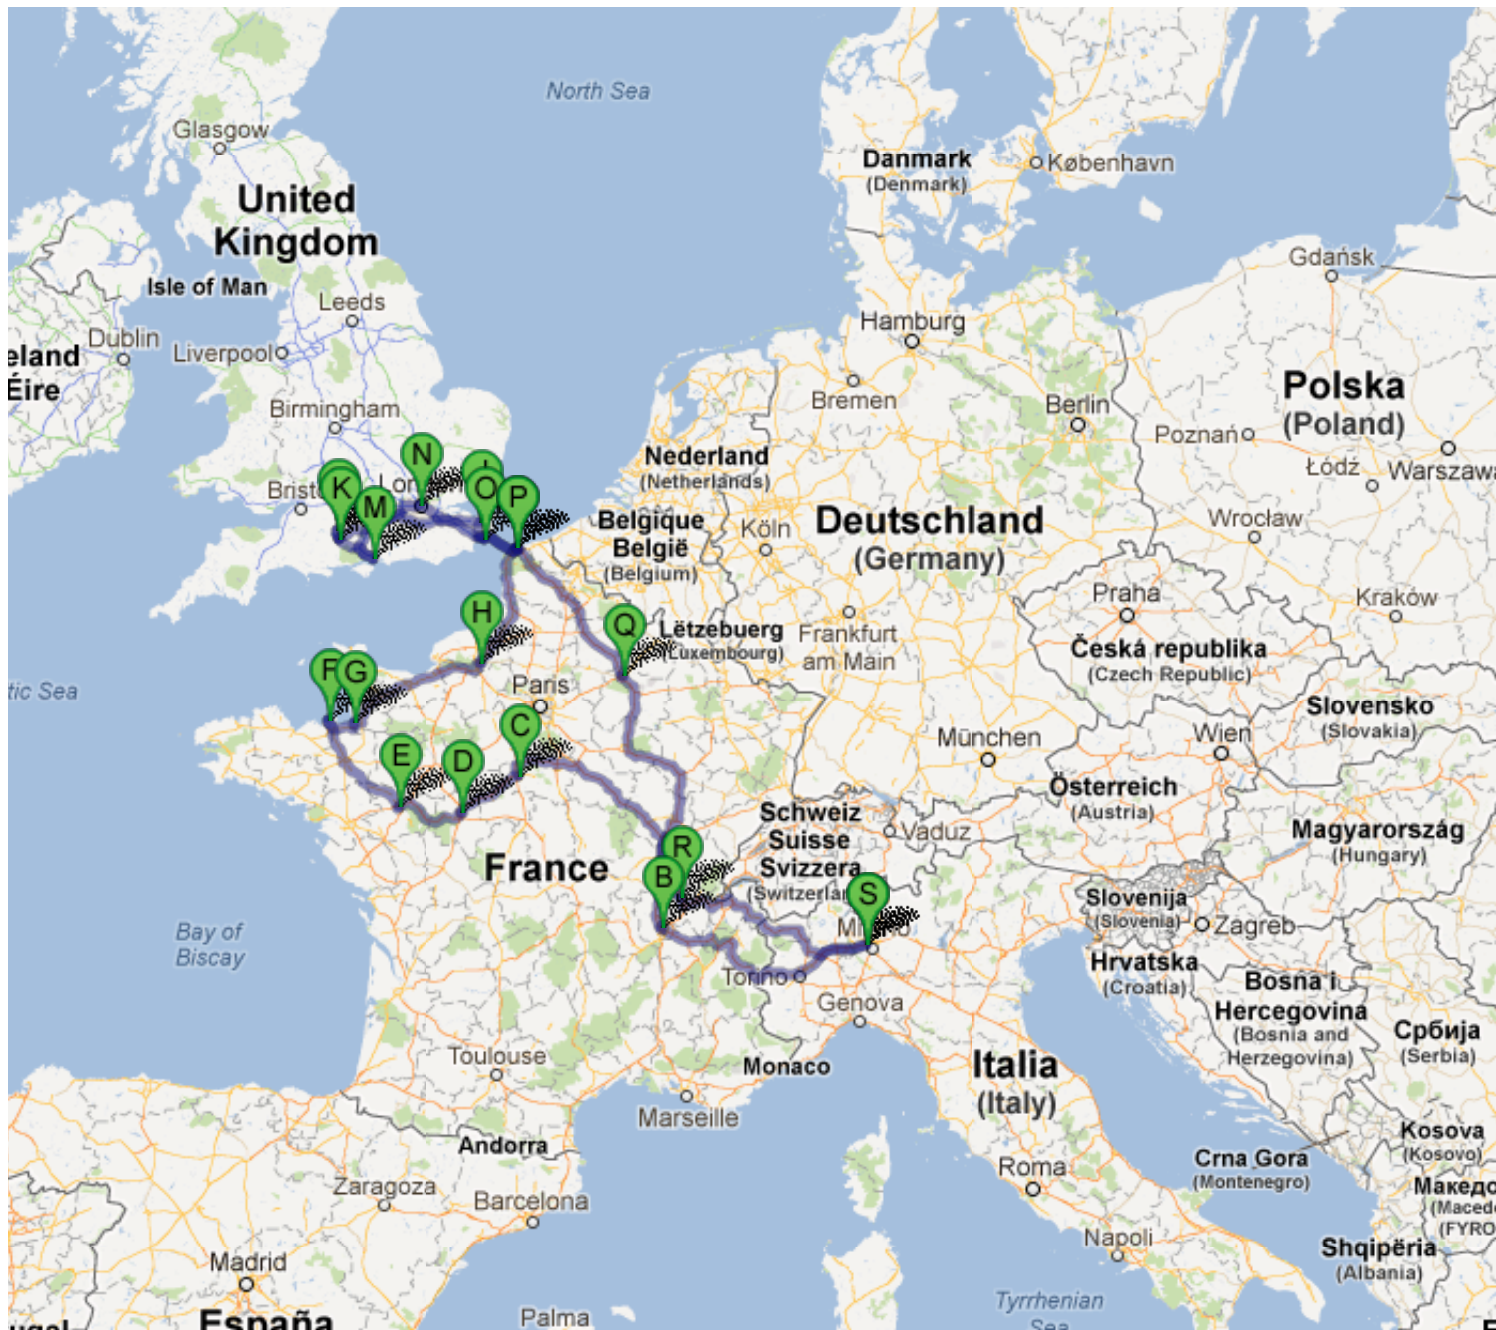 North Sea
Glasgow
Danmark
(Denmark)
København
United
Kingdom
Isle of Man
Gdańsk
Leeds
Hamburg
Dublin
Liverpool
eland
Éire
Bremen
Polska
(Poland)
Birmingham
Berlin
Poznań
Nederland
(Netherlands)
Łódź
Warszawa
N
K
M
O
P
Belgique
België
(Belgium)
Köln
Deutschland
(Germany)
Wrocław
Praha
Kraków
H
Q
Lëtzebuerg
(Luxembourg)
Frankfurt
am Main
Česká republika
(Czech Republic)
F
G
tic Sea
Paris
Slovensko
(Slovakia)
C
München
Wien
E
D
Österreich
(Austria)
Schweiz
Suisse
Svizzera
Vaduz
Magyarország
(Hungary)
France
R
B
S
Slovenija
(Slovenia)
Zagreb
Bay of
Biscay
Torino
Hrvatska
(Croatia)
Genova
Bosna i
Hercegovina
(Bosnia and
Herzegovina)
Србија
(Serbia)
Toulouse
Monaco
Italia
(Italy)
Marseille
Andorra
Kosova
(Kosovo)
Roma
Crna Gora
(Montenegro)
Zaragoza
Barcelona
Македо
(Macedo
(FYRO
Napoli
Shqipëria
(Albania)
Madrid
Tyrrhenian
Sea
España
Palma